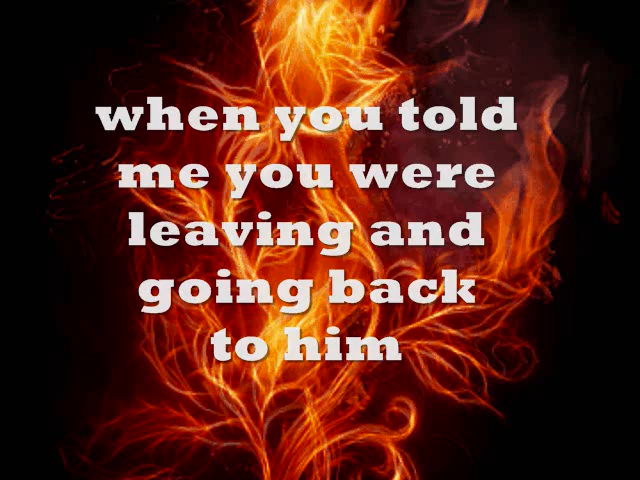 when you told
me you were
leaving and
going back
to him